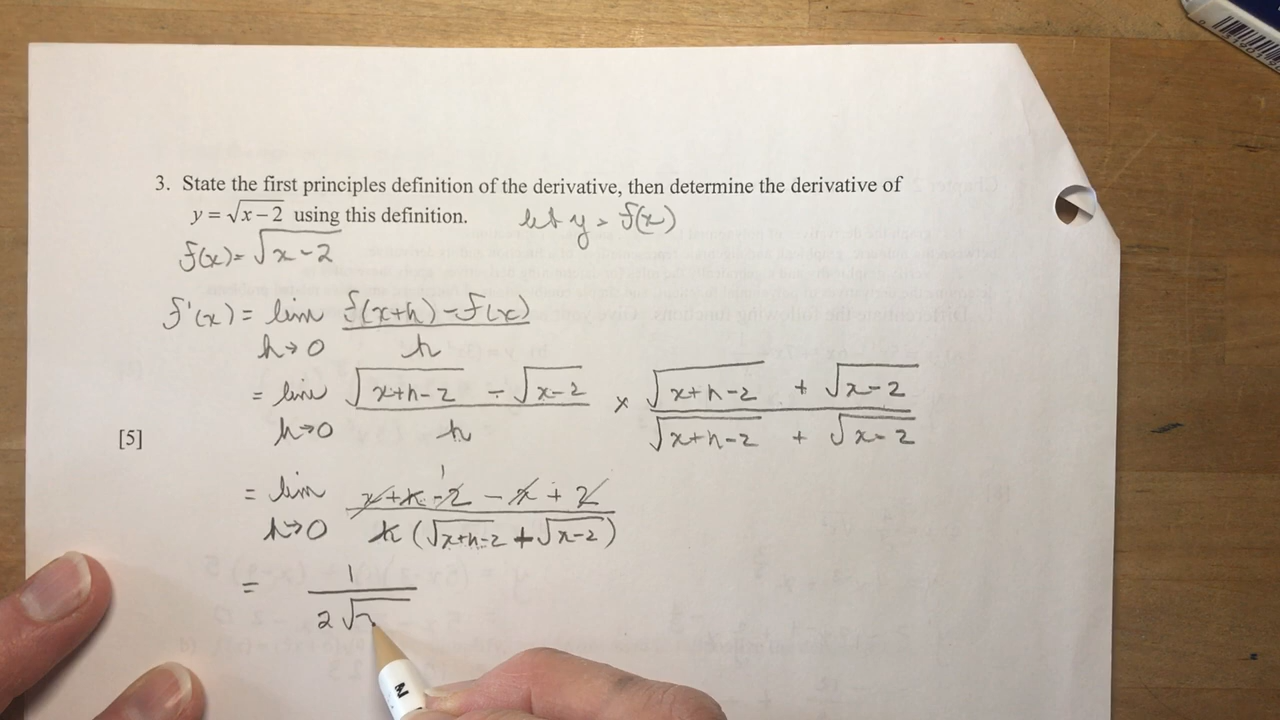 3. State the first principles definition of the derivative, then determine the derivative of
y = √(x – 2) using this definition. let y = f(x)
f(x) = √(x – 2)
f'(x) = lim h→0 (f(x+h) – f(x)) / h
= lim h→0 (√(x+h–2) – √(x–2)) / h × (√(x+h–2) + √(x–2)) / (√(x+h–2) + √(x–2))
[5]
1
= lim h→0 (x + h – 2 – x + 2) / (h (√(x+h–2) + √(x–2)))
= 1 / (2√